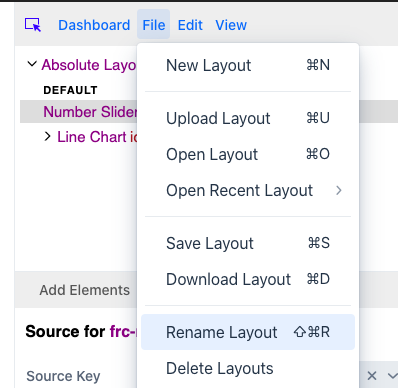 Dashboard File Edit View
Absolute Layo
New Layout ⌘N
DEFAULT
Number Slider
Upload Layout ⌘U
Line Chart
Open Layout ⌘O
Open Recent Layout
Save Layout ⌘S
Download Layout ⌘D
Add Elements
Rename Layout ⇧⌘R
Source for frc-
Delete Layouts
Source Key